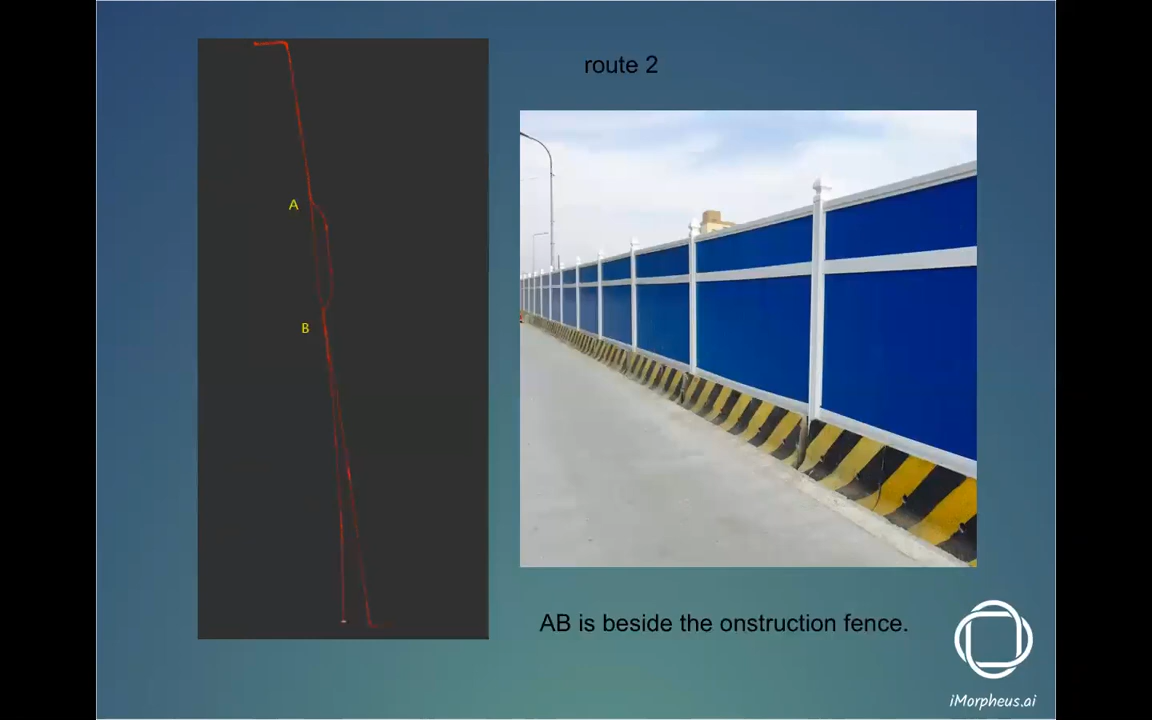 route 2
A
B
AB is beside the onstruction fence.
iMorpheus.ai